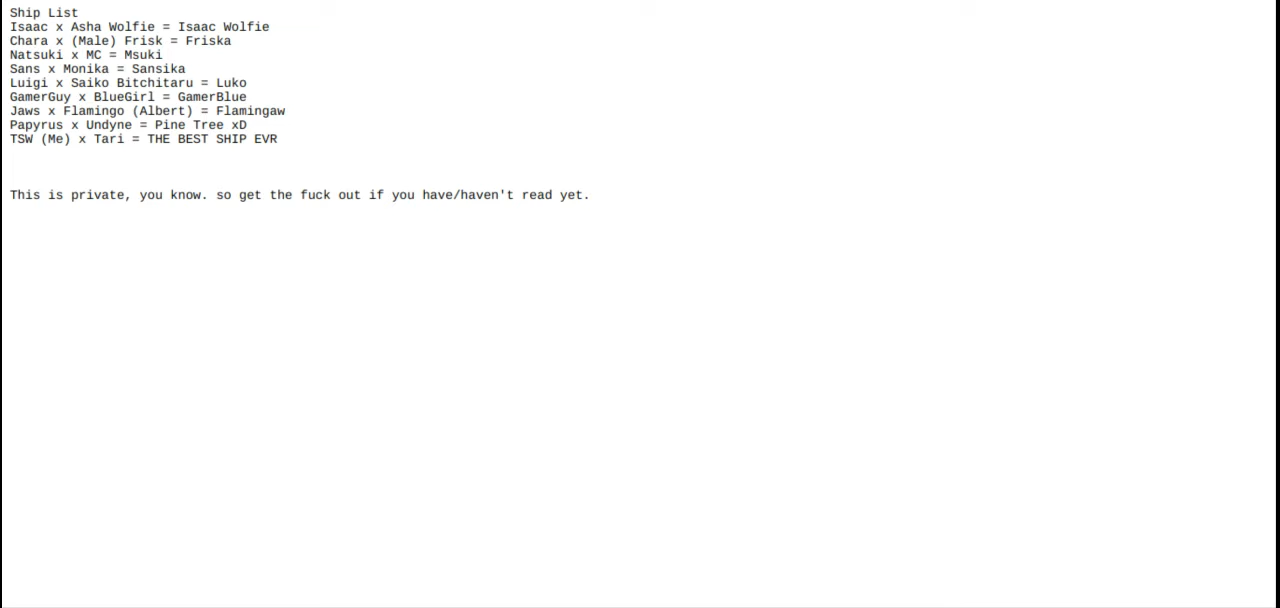 Ship List
Isaac x Asha Wolfie = Isaac Wolfie
Chara x (Male) Frisk = Friska
Natsuki x MC = Msuki
Sans x Monika = Sansika
Luigi x Saiko Bitchitaru = Luko
GamerGuy x BlueGirl = GamerBlue
Jaws x Flamingo (Albert) = Flamingaw
Papyrus x Undyne = Pine Tree xD
TSW (Me) x Tari = THE BEST SHIP EVR
This is private, you know. so get the fuck out if you have/haven't read yet.